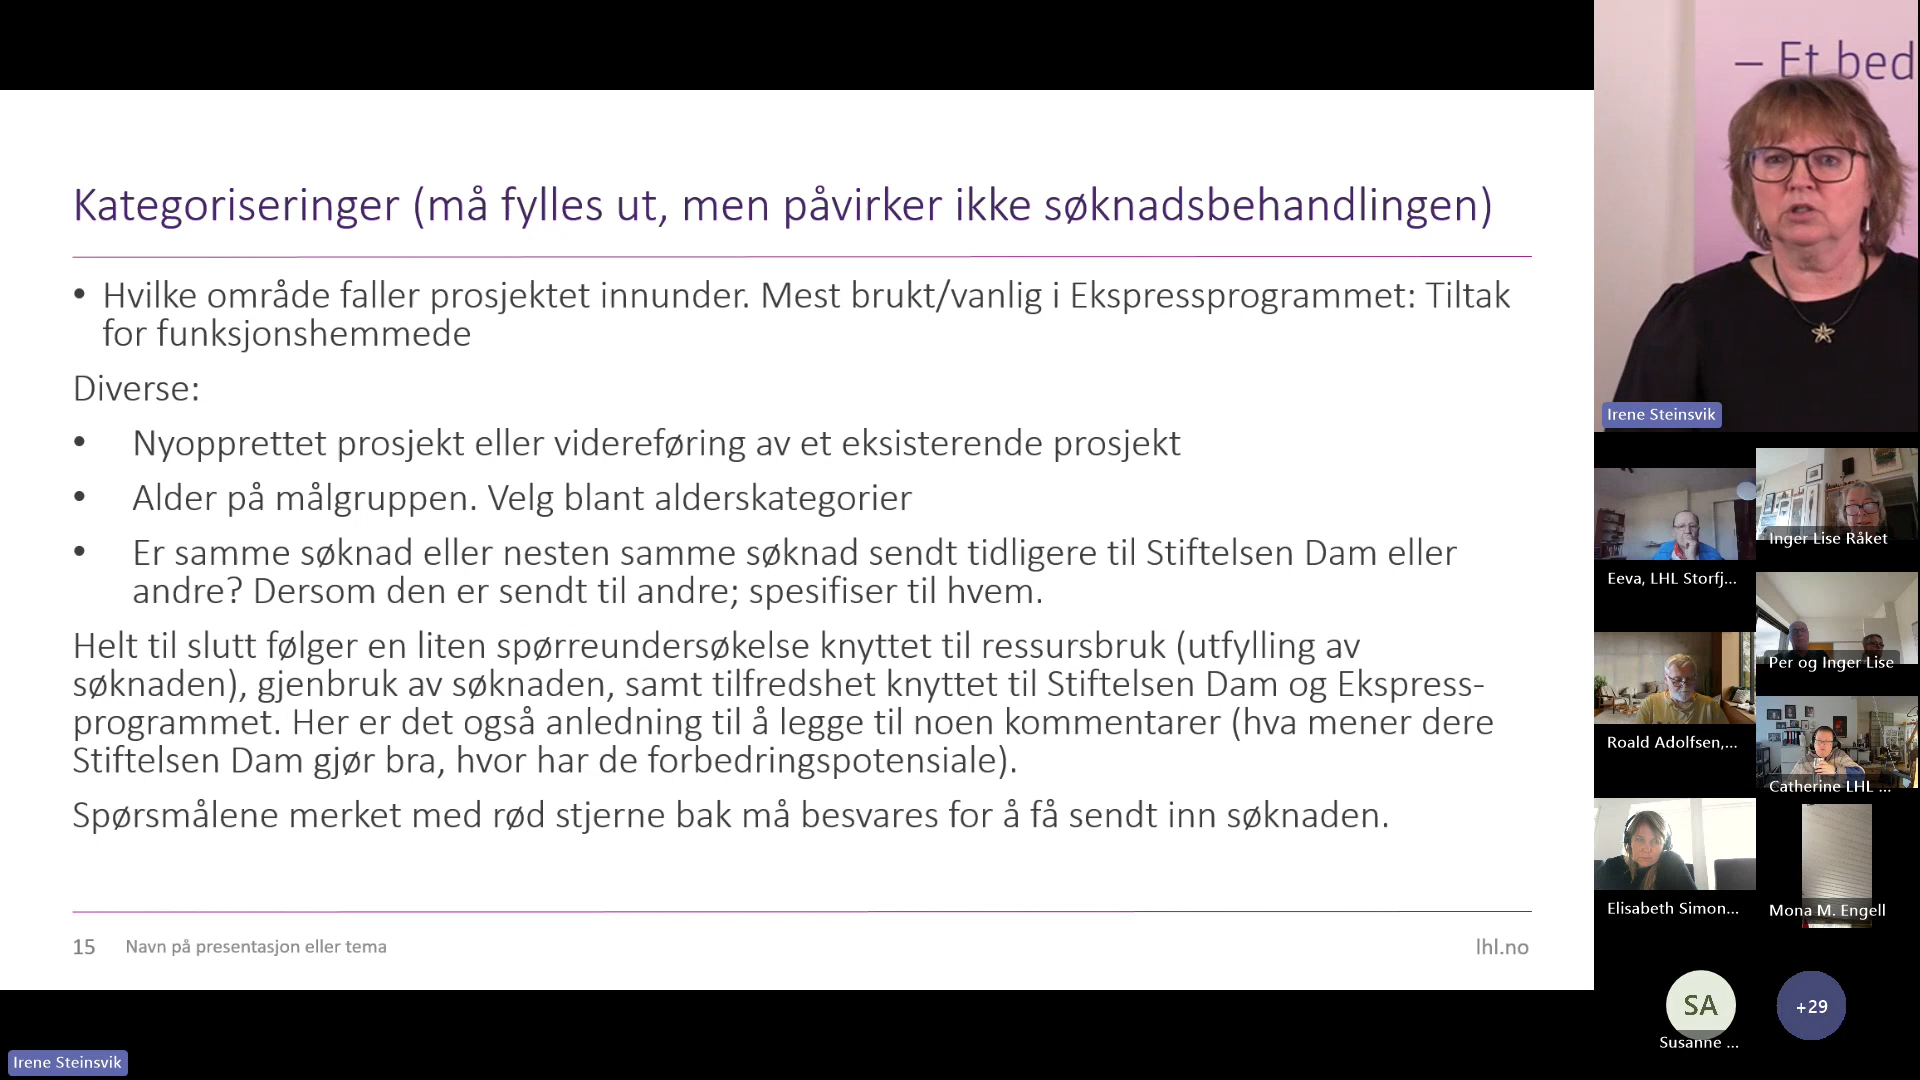 Kategoriseringer (må fylles ut, men påvirker ikke søknadsbehandlingen)
• Hvilke område faller prosjektet innunder. Mest brukt/vanlig i Ekspressprogrammet: Tiltak
for funksjonshemmede
Diverse:
• Nyopprettet prosjekt eller videreføring av et eksisterende prosjekt
• Alder på målgruppen. Velg blant alderskategorier
• Er samme søknad eller nesten samme søknad sendt tidligere til Stiftelsen Dam eller
andre? Dersom den er sendt til andre; spesifiser til hvem.
Helt til slutt følger en liten spørreundersøkelse knyttet til ressursbruk (utfylling av
søknaden), gjenbruk av søknaden, samt tilfredshet knyttet til Stiftelsen Dam og Ekspress-
programmet. Her er det også anledning til å legge til noen kommentarer (hva mener dere
Stiftelsen Dam gjør bra, hvor har de forbedringspotensiale).
Spørsmålene merket med rød stjerne bak må besvares for å få sendt inn søknaden.
15 Navn på presentasjon eller tema
lhl.no
Irene Steinsvik
– Et bed
Irene Steinsvik
Inger Lise Råket
Eeva, LHL Storfj...
Per og Inger Lise
Roald Adolfsen,...
Catherine LHL ...
Elisabeth Simon...
Mona M. Engell
SA
+29
Susanne ...